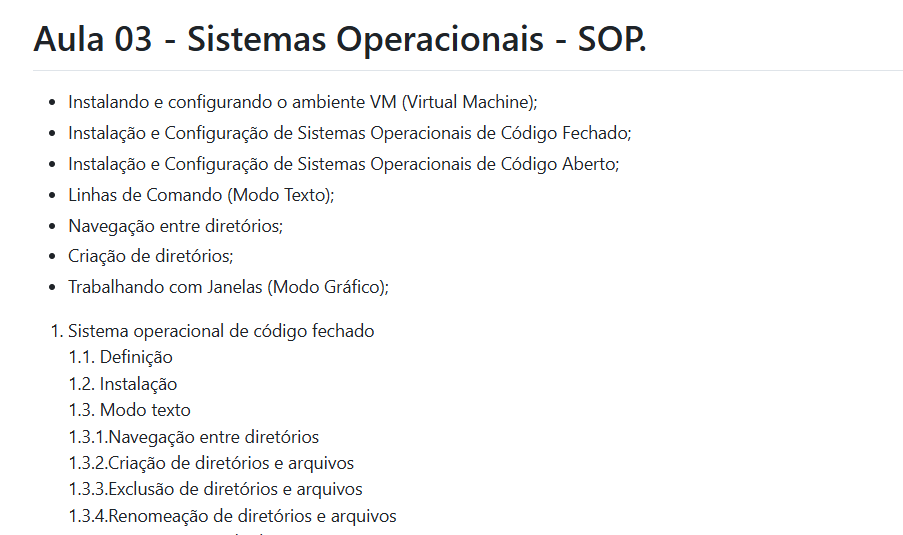 Aula 03 - Sistemas Operacionais - SOP.
• Instalando e configurando o ambiente VM (Virtual Machine);
• Instalação e Configuração de Sistemas Operacionais de Código Fechado;
• Instalação e Configuração de Sistemas Operacionais de Código Aberto;
• Linhas de Comando (Modo Texto);
• Navegação entre diretórios;
• Criação de diretórios;
• Trabalhando com Janelas (Modo Gráfico);
1. Sistema operacional de código fechado
1.1. Definição
1.2. Instalação
1.3. Modo texto
1.3.1.Navegação entre diretórios
1.3.2.Criação de diretórios e arquivos
1.3.3.Exclusão de diretórios e arquivos
1.3.4.Renomeação de diretórios e arquivos